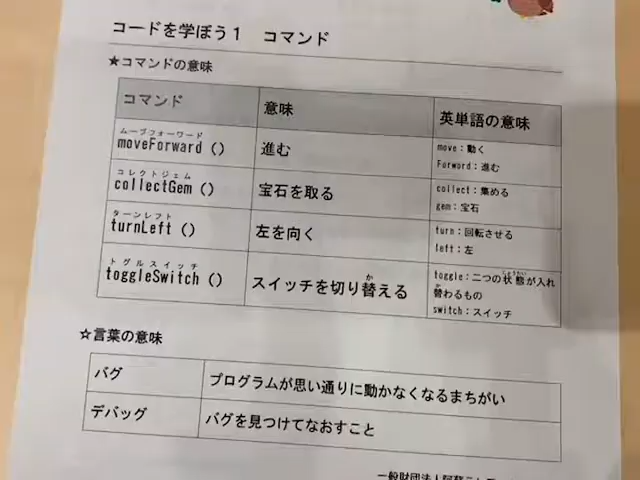 コードを学ぼう1　コマンド
★コマンドの意味
コマンド 意味 英単語の意味
ムーブフォーワード
moveForward () 進む move：動く
Forward：進む
コレクトジェム
collectGem () 宝石を取る collect：集める
gem：宝石
ターンレフト
turnLeft () 左を向く turn：回転させる
left：左
トグルスイッチ
toggleSwitch () スイッチを切り替える toggle：二つの状態が入れ
替わるもの
switch：スイッチ
☆言葉の意味
バグ プログラムが思い通りに動かなくなるまちがい
デバッグ バグを見つけてなおすこと
一般財団法人